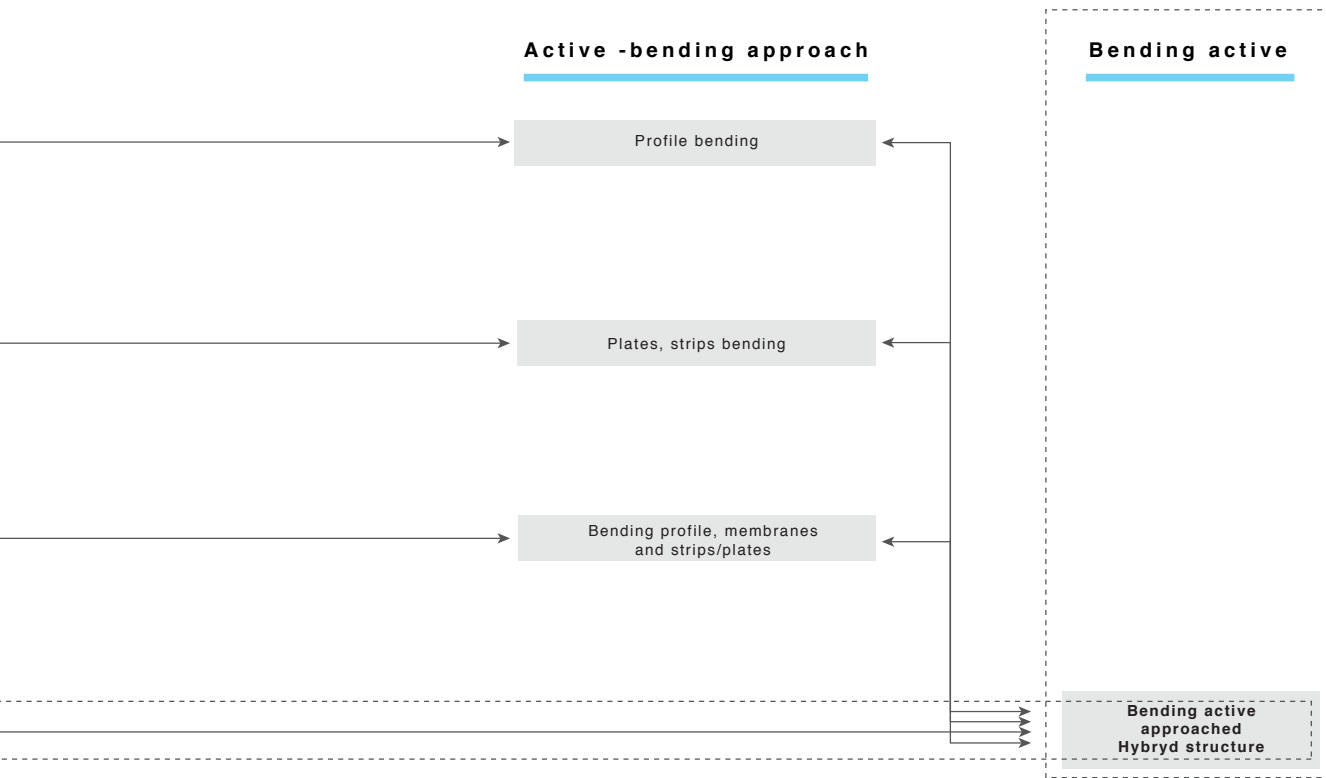 Active -bending approach
Bending active
Profile bending
Plates, strips bending
Bending profile, membranes
and strips/plates
Bending active
approached
Hybryd structure